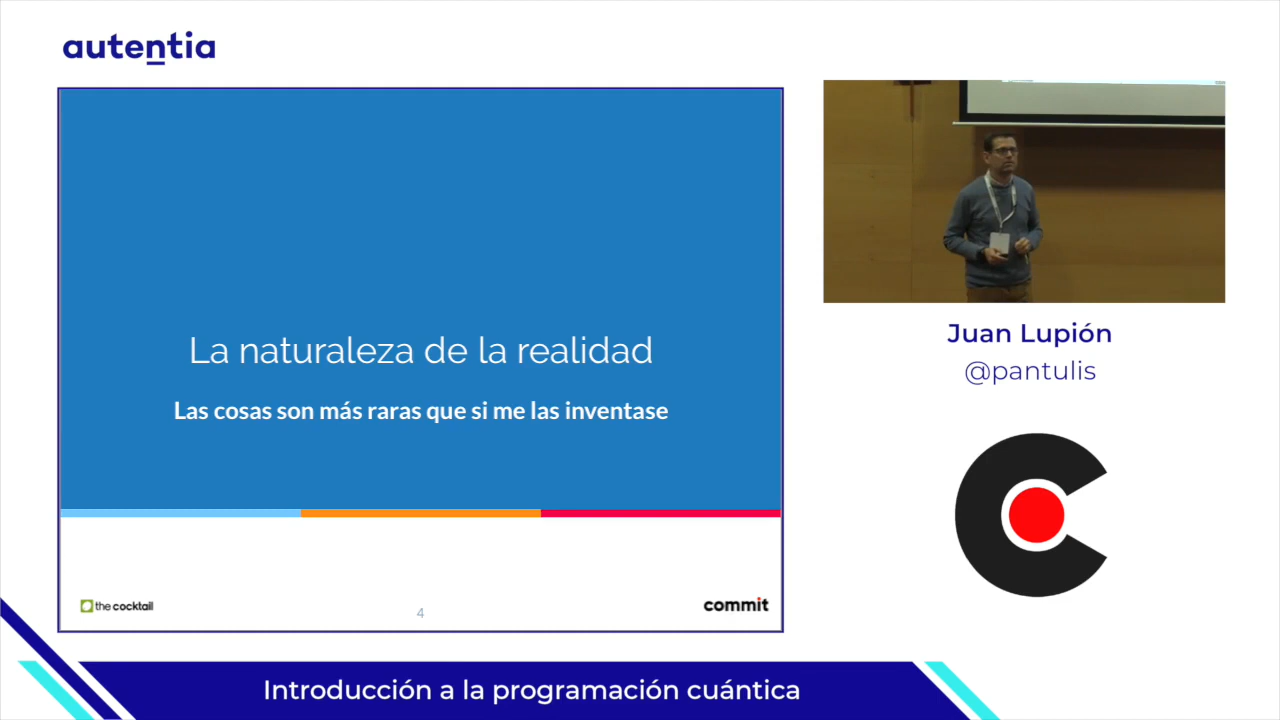 autentia
La naturaleza de la realidad
Las cosas son más raras que si me las inventase
the cocktail
4
commit
Juan Lupión
@pantulis
Introducción a la programación cuántica